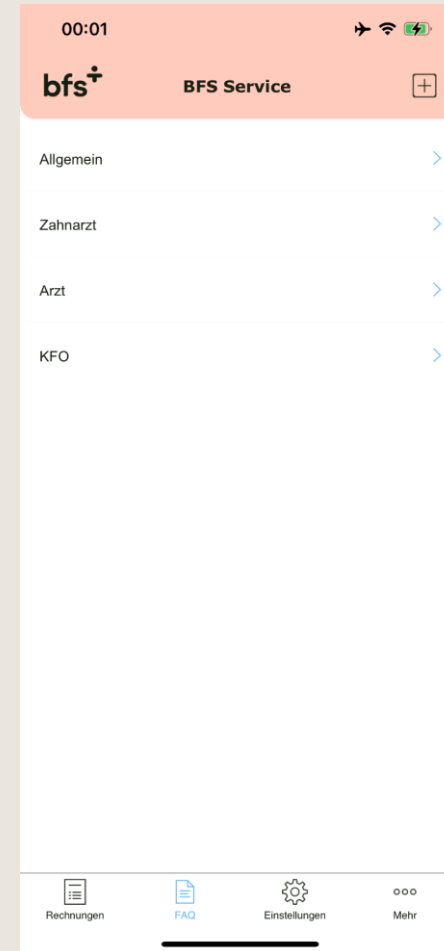 00:01
bfs
BFS Service
Allgemein
Zahnarzt
Arzt
KFO
Rechnungen
FAQ
Einstellungen
Mehr